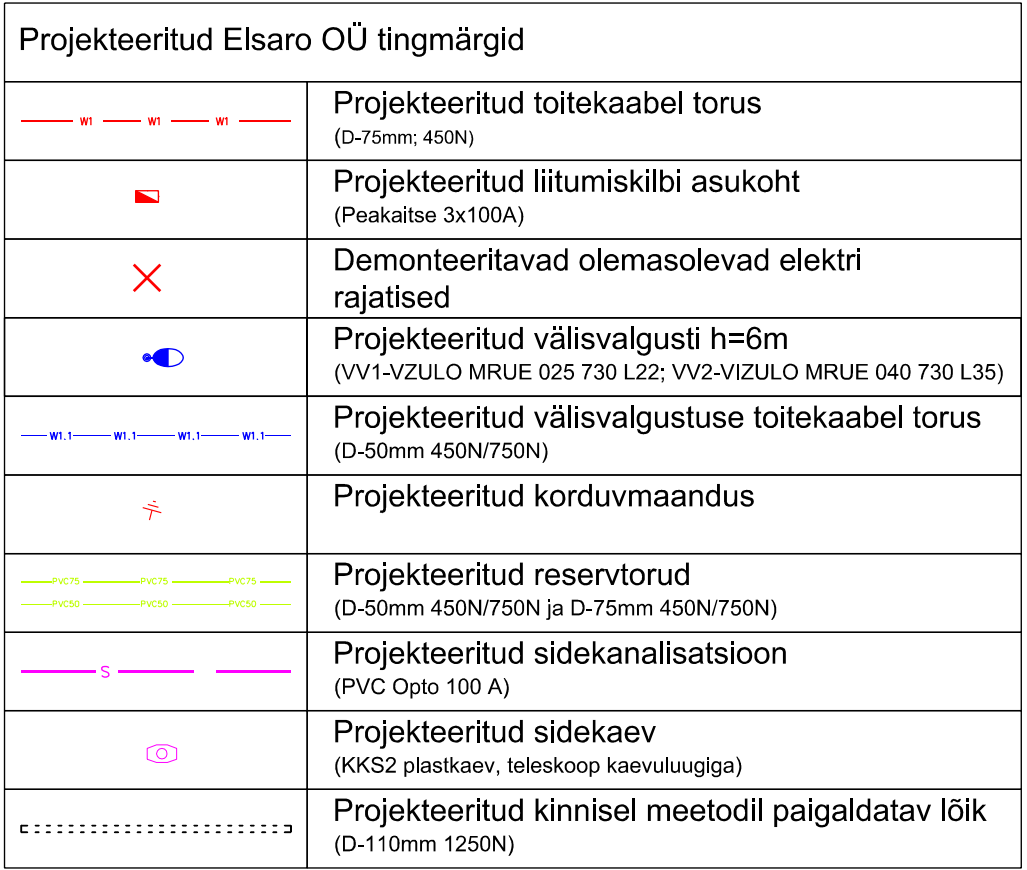 Projekteeritud Elsaro OÜ tingmärgid
W1 W1 W1
Projekteeritud toitekaabel torus
(D-75mm; 450N)
Projekteeritud liitumiskilbi asukoht
(Peakaitse 3x100A)
Demonteeritavad olemasolevad elektri
rajatised
Projekteeritud välisvalgusti h=6m
(VV1-VZULO MRUE 025 730 L22; VV2-VIZULO MRUE 040 730 L35)
W1.1 W1.1 W1.1 W1.1
Projekteeritud välisvalgustuse toitekaabel torus
(D-50mm 450N/750N)
Projekteeritud korduvmaandus
PVC75 PVC75 PVC75
PVC50 PVC50 PVC50
Projekteeritud reservtorud
(D-50mm 450N/750N ja D-75mm 450N/750N)
S
Projekteeritud sidekanalisatsioon
(PVC Opto 100 A)
Projekteeritud sidekaev
(KKS2 plastkaev, teleskoop kaevuluugiga)
Projekteeritud kinnisel meetodil paigaldatav lõik
(D-110mm 1250N)